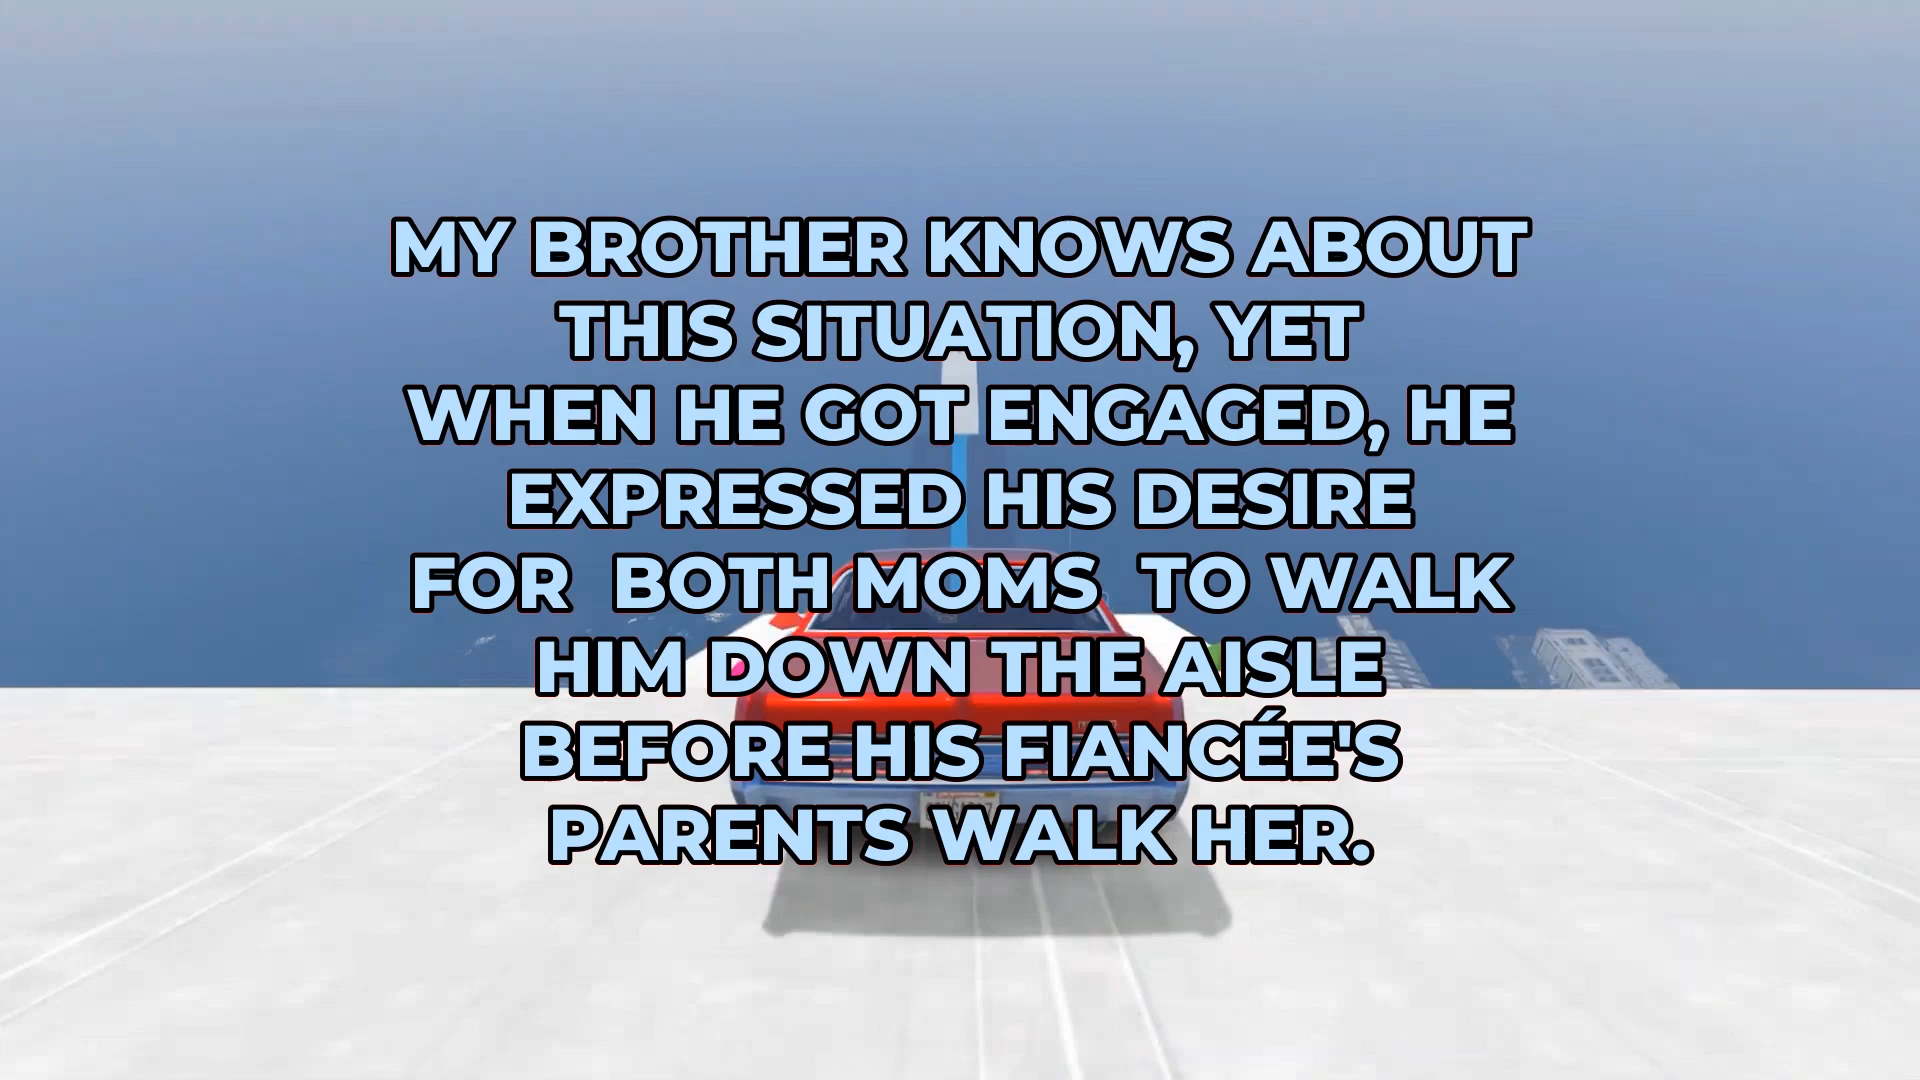 MY BROTHER KNOWS ABOUT
THIS SITUATION, YET
WHEN HE GOT ENGAGED, HE
EXPRESSED HIS DESIRE
FOR  BOTH MOMS  TO WALK
HIM DOWN THE AISLE
BEFORE HIS FIANCÉE'S
PARENTS WALK HER.